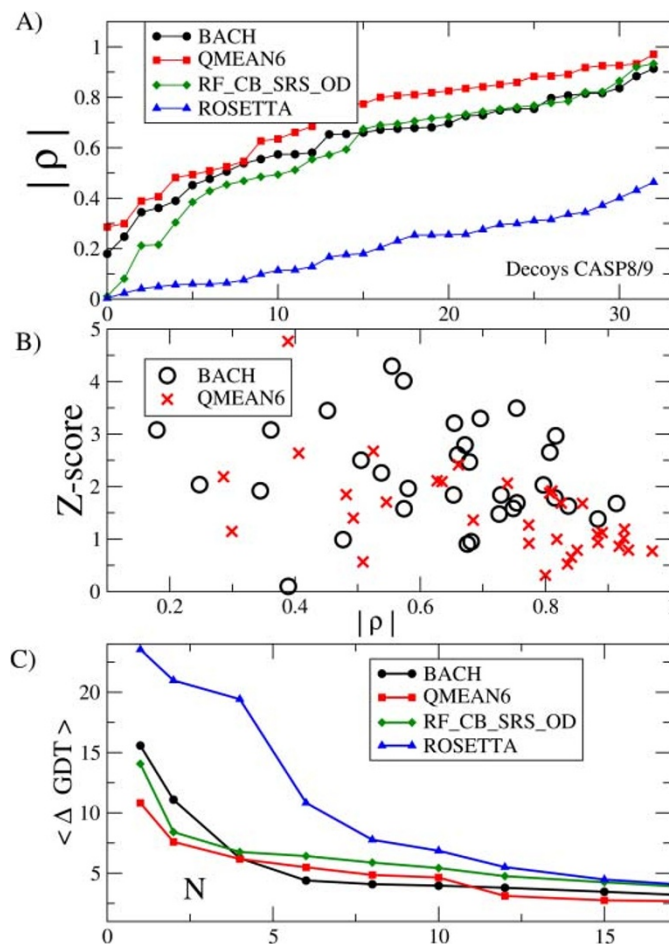 A)
BACH
QMEAN6
RF_CB_SRS_OD
ROSETTA
1
0.8
0.6
0.4
0.2
0
|ρ|
Decoys CASP8/9
0 10 20 30
B)
BACH
QMEAN6
5
4
3
2
1
0
Z-score
0.2 0.4 0.6 0.8
|ρ|
C)
BACH
QMEAN6
RF_CB_SRS_OD
ROSETTA
20
15
10
5
< Δ GDT >
N
0 5 10 15